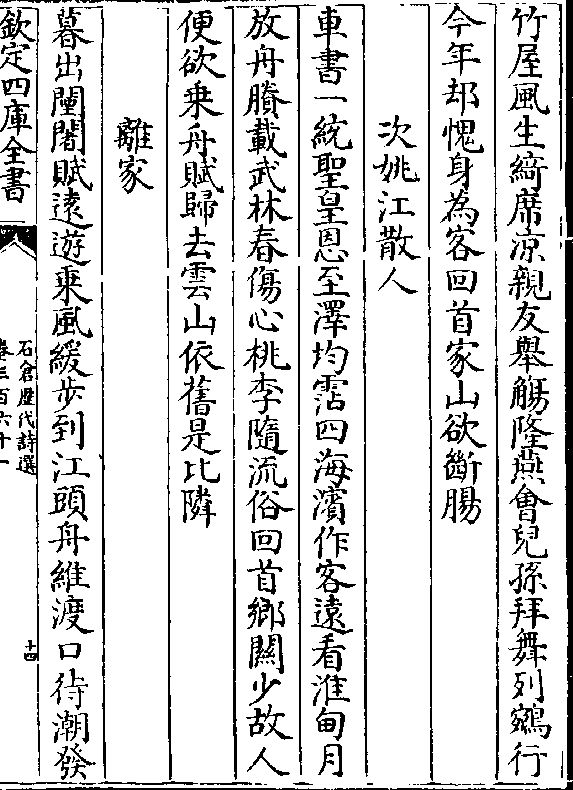 竹屋風生綺席凉親友舉觴隆燕會兒孫拜舞列鵷行
今年却愧身為客回首家山欲斷腸
次姚江散人
車書一統聖皇恩至澤均霑四海濱作客遠看淮甸月
放舟賸載武林春傷心桃李隨流俗回首鄉關少故人
便欲乘舟賦歸去雲山依舊是比隣
離家
暮出闉闍賦遠遊乘風緩步到江頭舟維渡口待潮發
欽定四庫全書
石倉歷代詩選
卷三百六十一
十四